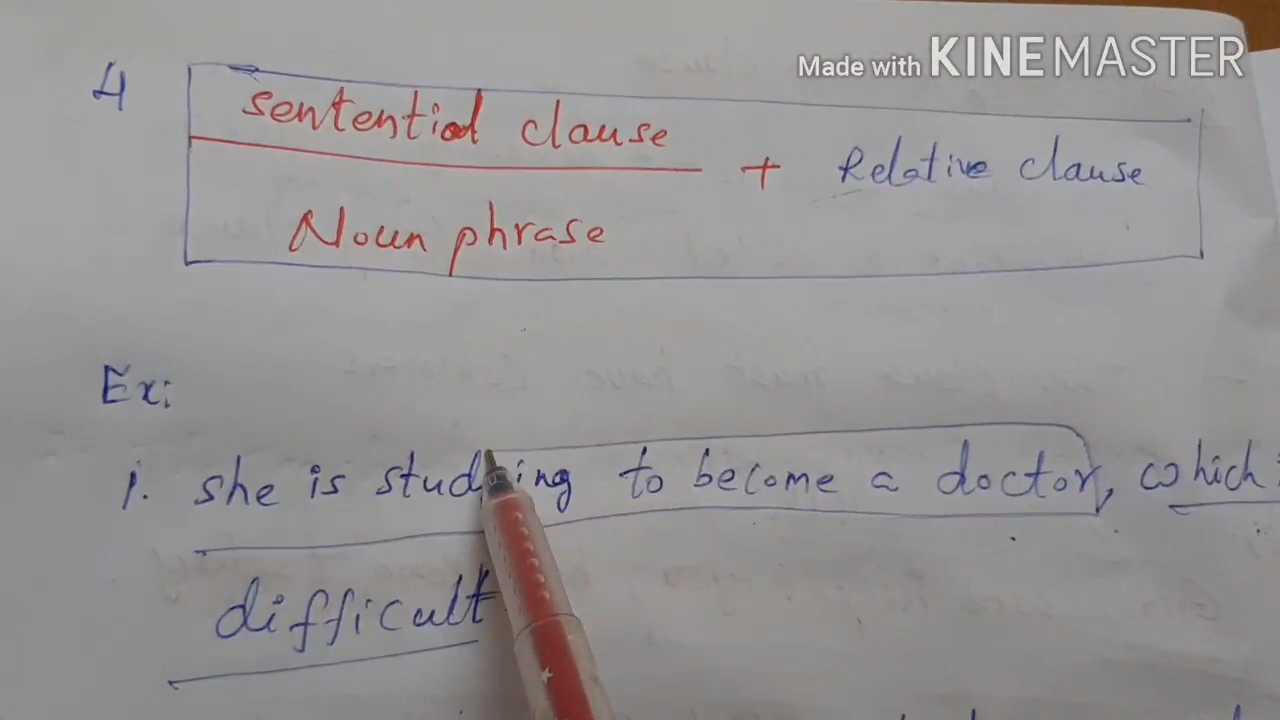 Made with KINEMASTER
4
sentential clause
+ Relative clause
Noun phrase
Ex:
1. she is studying to become a doctor, which
difficult